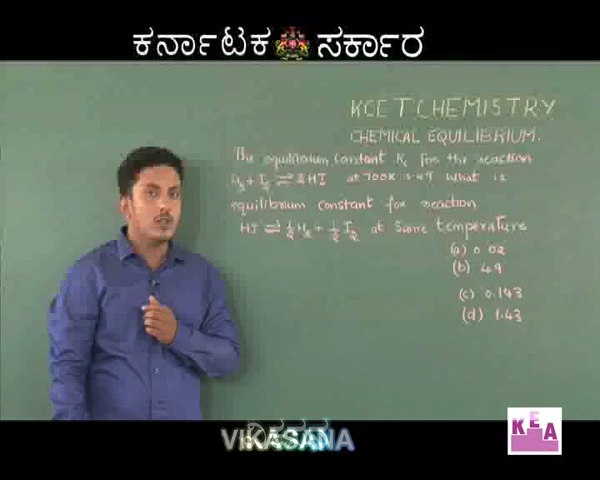 ಕರ್ನಾಟಕ ಸರ್ಕಾರ
KCET CHEMISTRY
CHEMICAL EQUILIBRIUM.
The equilibrium constant Kc for the reaction
H₂ + I₂ ⇌ 2HI at 700K is 49 What is
equilibrium constant for reaction
HI ⇌ ½H₂ + ½I₂ at same temperature
(a) 0.02
(b) 4.9
(c) 0.143
(d) 1.43
VIKASANA
KEA